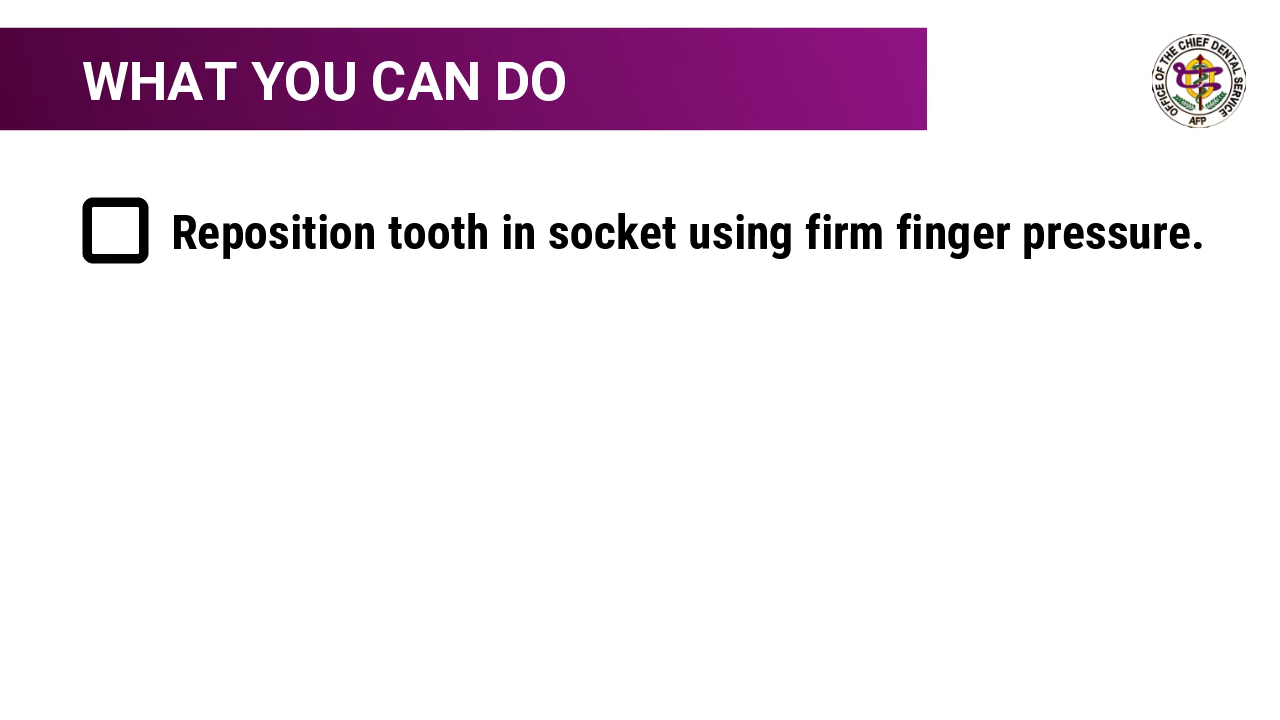 WHAT YOU CAN DO
OFFICE OF THE CHIEF DENTAL SERVICE
AFP
Reposition tooth in socket using firm finger pressure.